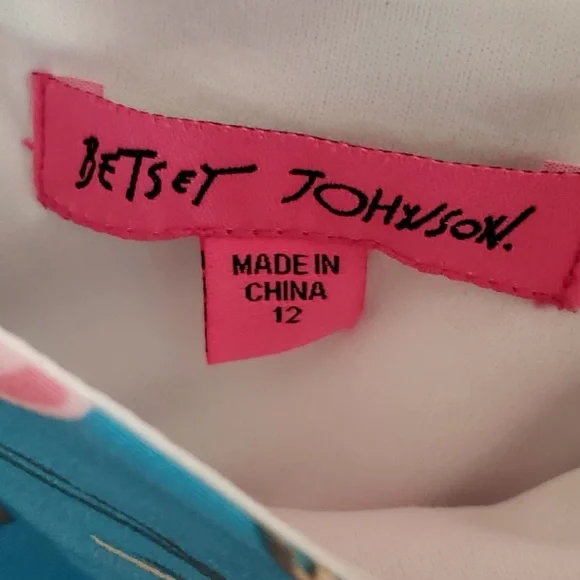 BETSEY JOHNSON.
MADE IN
CHINA
12